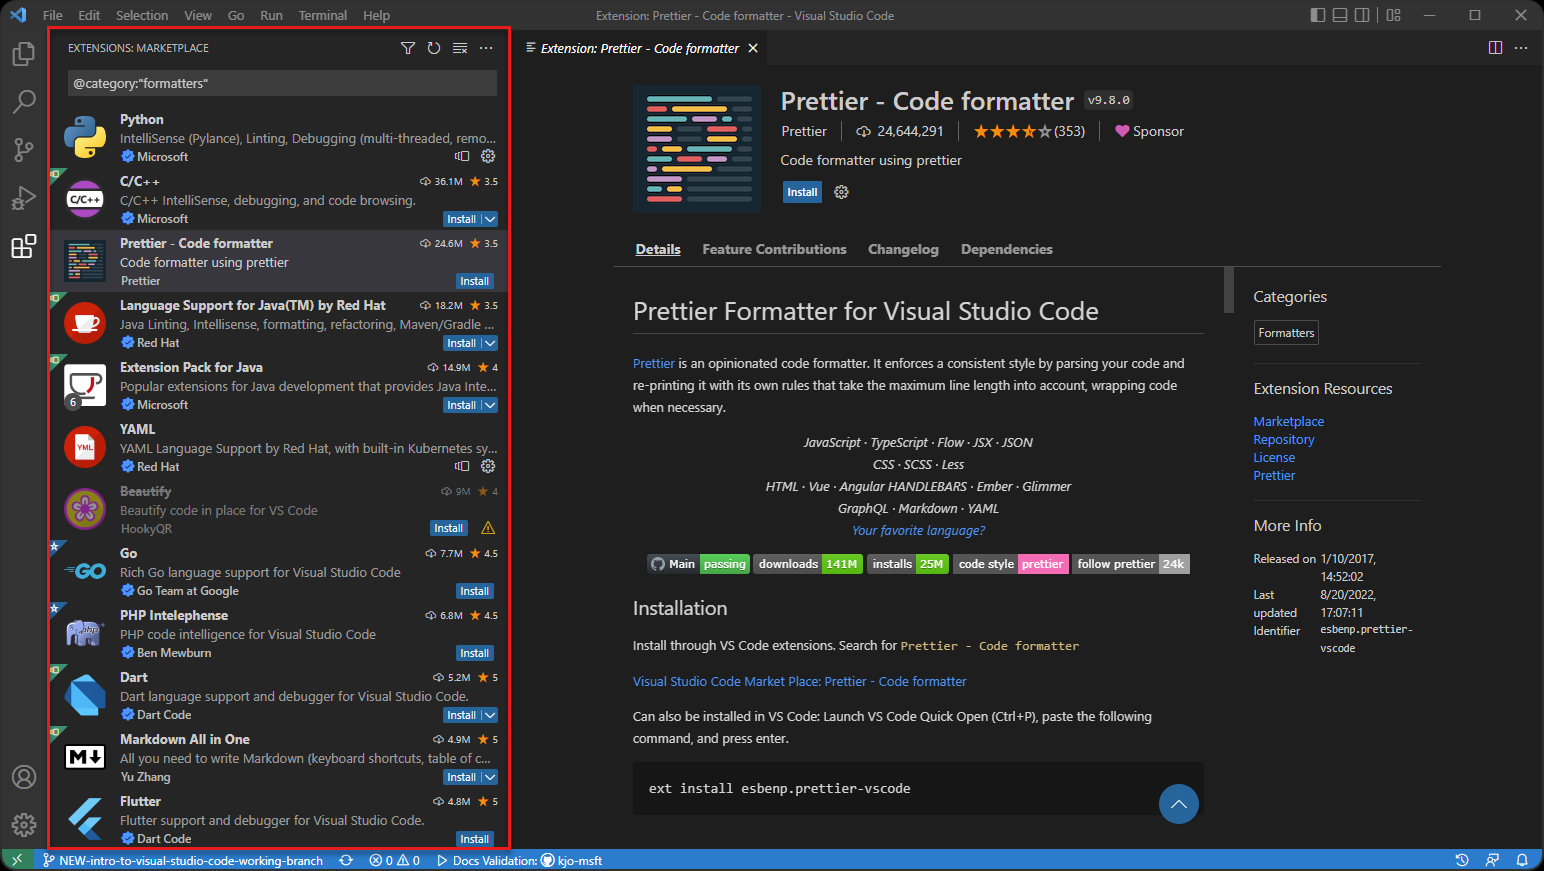 File Edit Selection View Go Run Terminal Help
Extension: Prettier - Code formatter - Visual Studio Code
EXTENSIONS: MARKETPLACE
@category:"formatters"
Python
IntelliSense (Pylance), Linting, Debugging (multi-threaded, remo...
Microsoft
C/C++
C/C++ 36.1M 3.5
C/C++ IntelliSense, debugging, and code browsing.
Microsoft Install
Prettier - Code formatter 24.6M 3.5
Code formatter using prettier
Prettier Install
Language Support for Java(TM) by Red Hat 18.2M 3.5
Java Linting, Intellisense, formatting, refactoring, Maven/Gradle ...
Red Hat Install
Extension Pack for Java 14.9M 4
Popular extensions for Java development that provides Java Inte...
6
Microsoft Install
YAML
YML
YAML Language Support by Red Hat, with built-in Kubernetes sy...
Red Hat
Beautify 9M 4
Beautify code in place for VS Code
HookyQR Install
Go 7.7M 4.5
GO
Rich Go language support for Visual Studio Code
Go Team at Google Install
PHP Intelephense 6.8M 4.5
php
PHP code intelligence for Visual Studio Code
Ben Mewburn Install
Dart 5.2M 5
Dart language support and debugger for Visual Studio Code.
Dart Code Install
Markdown All in One 4.9M 5
M
All you need to write Markdown (keyboard shortcuts, table of c...
Yu Zhang Install
Flutter 4.8M 5
Flutter support and debugger for Visual Studio Code.
Dart Code Install
Extension: Prettier - Code formatter
Prettier - Code formatter v9.8.0
Prettier 24,644,291 (353) Sponsor
Code formatter using prettier
Install
Details Feature Contributions Changelog Dependencies
Prettier Formatter for Visual Studio Code
Prettier is an opinionated code formatter. It enforces a consistent style by parsing your code and
re-printing it with its own rules that take the maximum line length into account, wrapping code
when necessary.
JavaScript · TypeScript · Flow · JSX · JSON
CSS · SCSS · Less
HTML · Vue · Angular HANDLEBARS · Ember · Glimmer
GraphQL · Markdown · YAML
Your favorite language?
Main passing downloads 141M installs 25M code style prettier follow prettier 24k
Installation
Install through VS Code extensions. Search for Prettier - Code formatter
Visual Studio Code Market Place: Prettier - Code formatter
Can also be installed in VS Code: Launch VS Code Quick Open (Ctrl+P), paste the following
command, and press enter.
ext install esbenp.prettier-vscode
Categories
Formatters
Extension Resources
Marketplace
Repository
License
Prettier
More Info
Released on 1/10/2017,
14:52:02
Last 8/20/2022,
updated 17:07:11
Identifier esbenp.prettier-
vscode
NEW-intro-to-visual-studio-code-working-branch 0 0 Docs Validation: kjo-msft